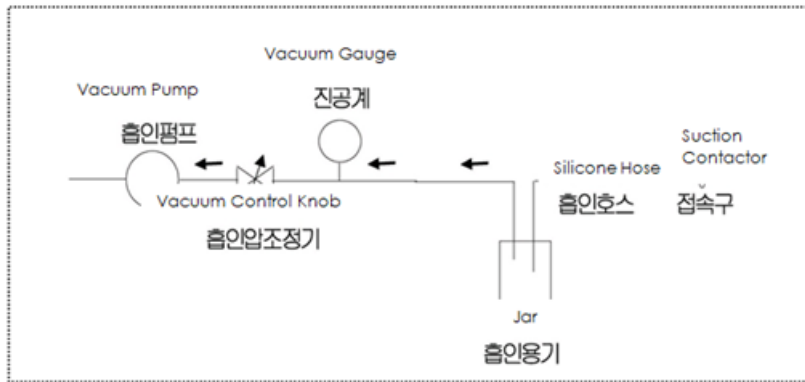 Vacuum Gauge
진공계
Vacuum Pump
흡인펌프
Suction
Contactor
Silicone Hose
흡인호스
접속구
Vacuum Control Knob
흡인압조정기
Jar
흡인용기